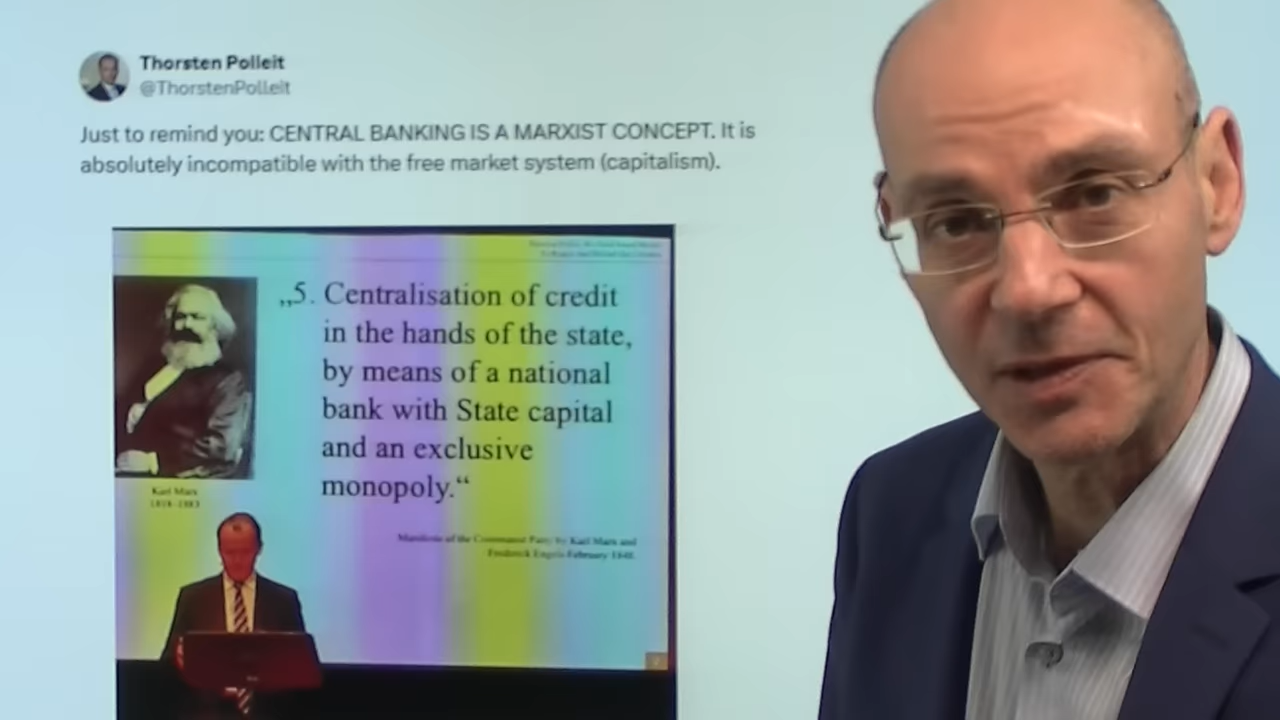 Thorsten Polleit
@ThorstenPolleit
Just to remind you: CENTRAL BANKING IS A MARXIST CONCEPT. It is
absolutely incompatible with the free market system (capitalism).
„5. Centralisation of credit
in the hands of the state,
by means of a national
bank with State capital
and an exclusive
monopoly.“
Karl Marx
1818-1883
Manifesto of the Communist Party by Karl Marx and
Frederick Engels February 1848.